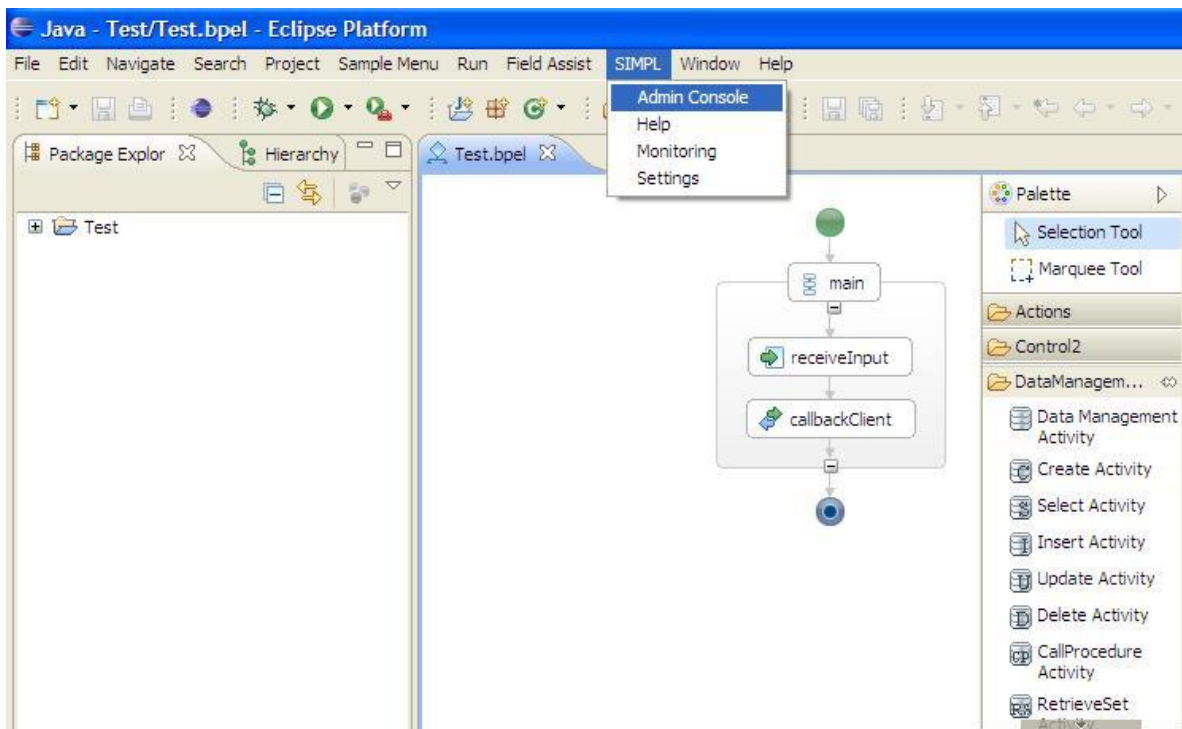 Java - Test/Test.bpel - Eclipse Platform
File Edit Navigate Search Project Sample Menu Run Field Assist SIMPL Window Help
Admin Console
Help
Monitoring
Settings
Package Explor
Hierarchy
Test.bpel
Test
main
receiveInput
callbackClient
Palette
Selection Tool
Marquee Tool
Actions
Control2
DataManagem...
Data Management
Activity
Create Activity
Select Activity
Insert Activity
Update Activity
Delete Activity
CallProcedure
Activity
RetrieveSet
Activity